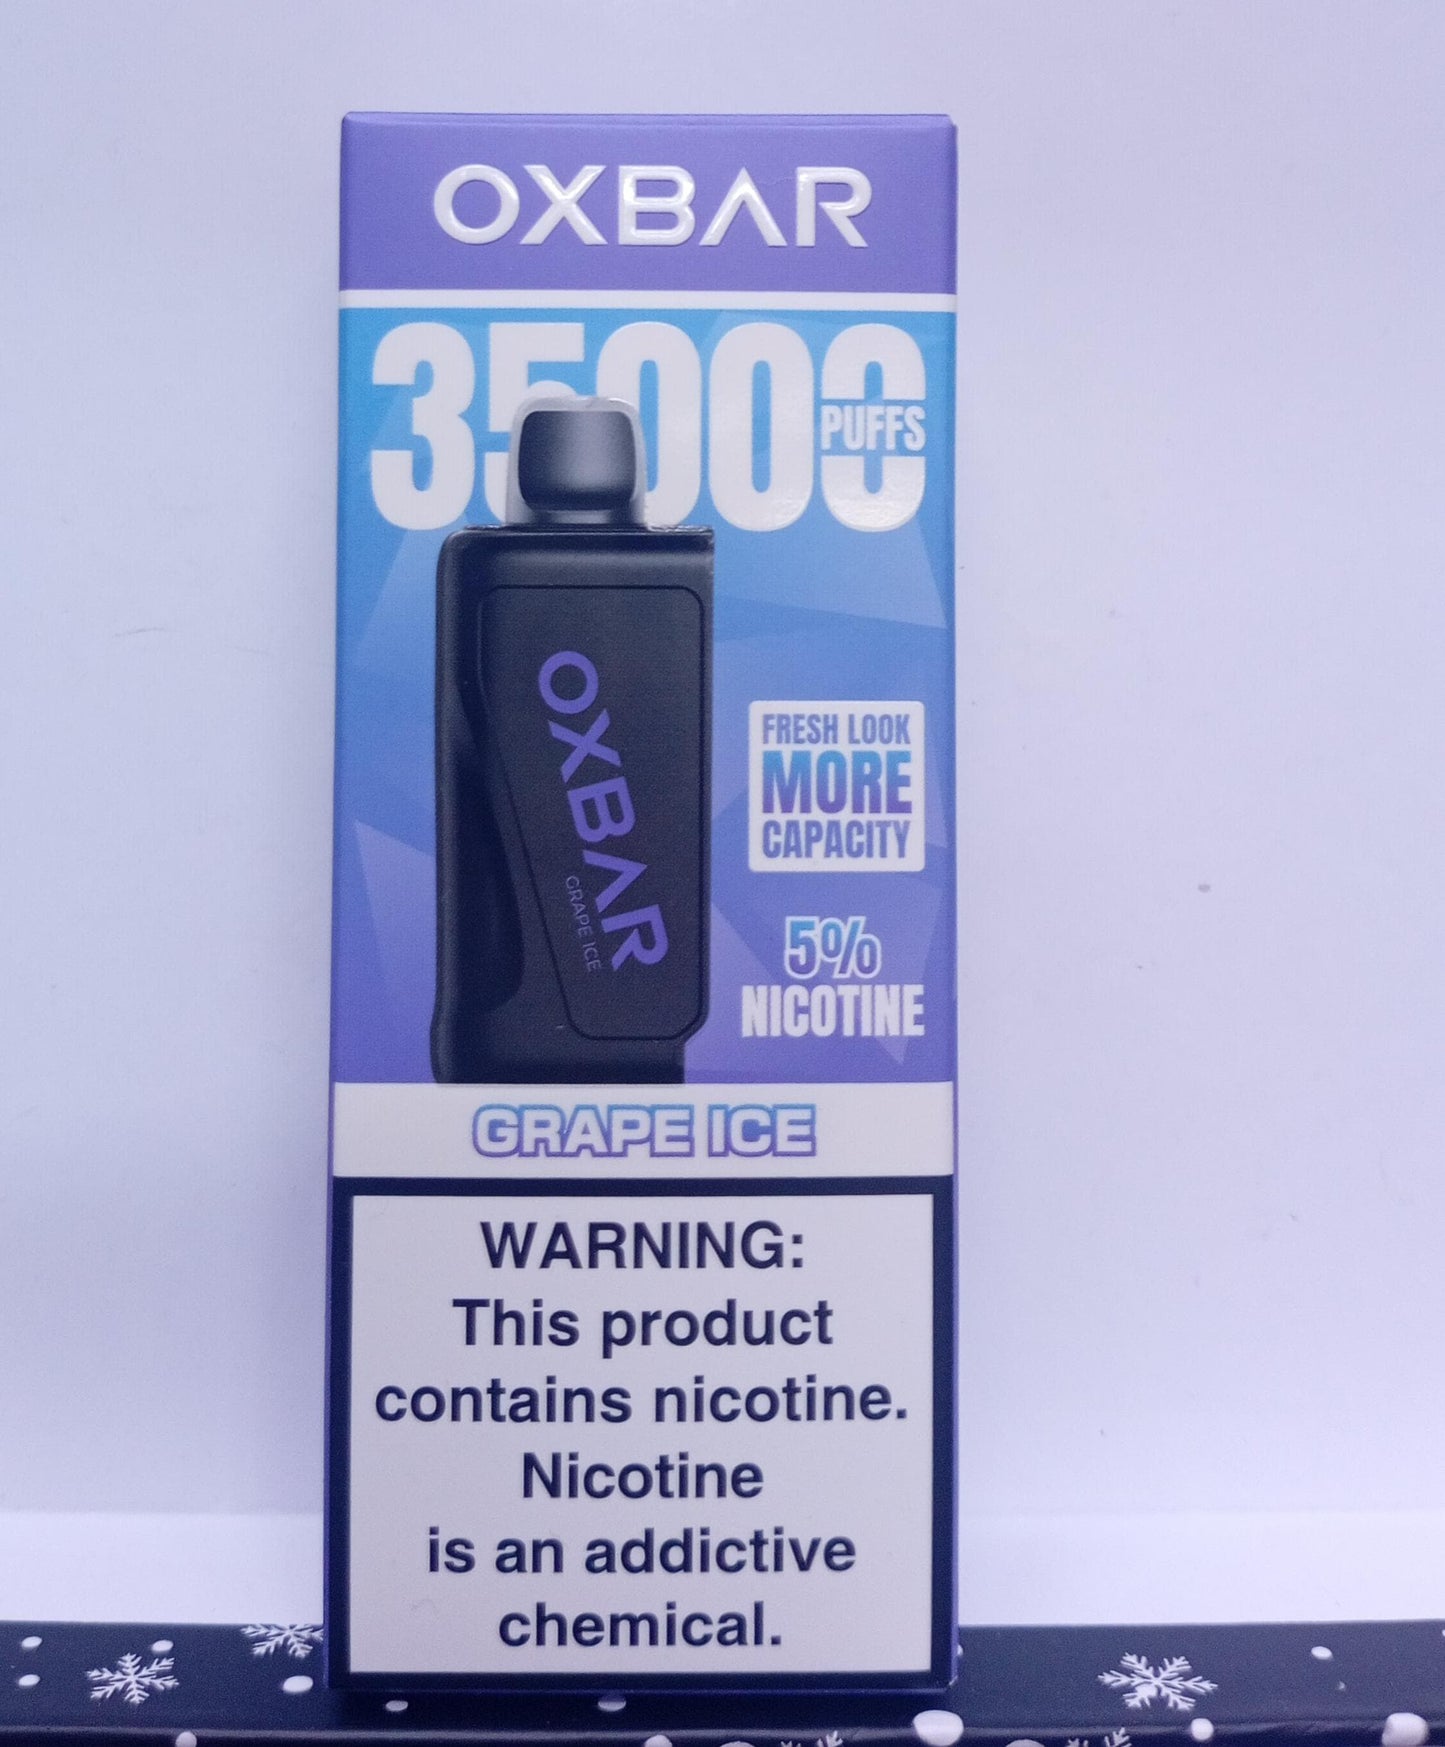 OXBAR
35000
PUFFS
OXBAR
GRAPE ICE
FRESH LOOK
MORE
CAPACITY
5%
NICOTINE
GRAPE ICE
WARNING:
This product
contains nicotine.
Nicotine
is an addictive
chemical.